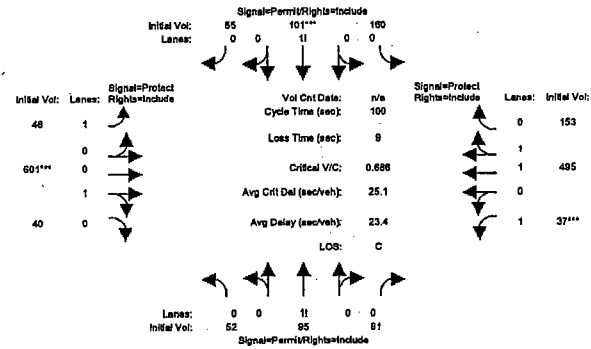 Signal=Permit/Rights=Include
Initial Vol: 55 101*** 160
Lanes: 0 0 1! 0 0
Signal=Protect
Rights=Include
Initial Vol: Lanes:
Vol Cnt Date: n/a
Cycle Time (sec): 100
Signal=Protect
Rights=Include
Lanes: Initial Vol:
48 1
0 153
Loss Time (sec): 9
0
1
601*** 0
Critical V/C: 0.686
1 495
1
Avg Crit Del (sec/veh): 25.1
0
40 0
Avg Delay (sec/veh): 23.4
1 37***
LOS: C
Lanes: 0 0 1! 0 0
Initial Vol: 52 95 81
Signal=Permit/Rights=Include